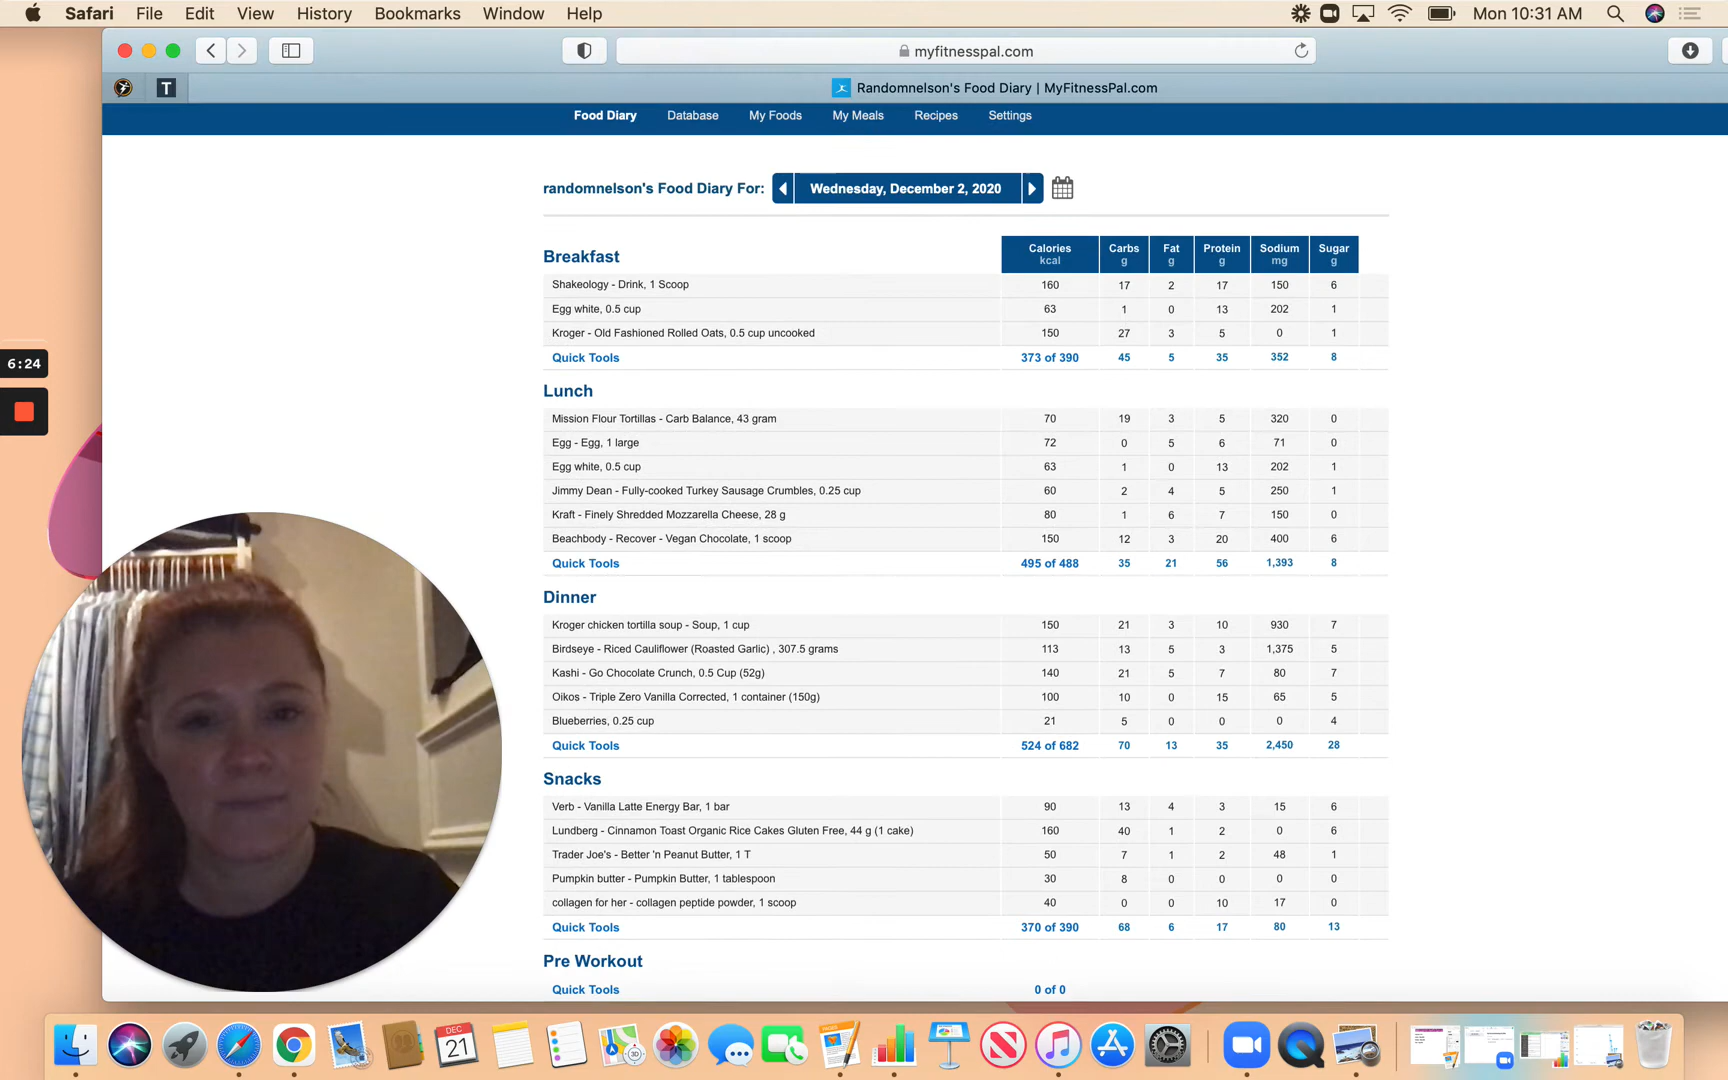 Safari File Edit View History Bookmarks Window Help Mon 10:31 AM
myfitnesspal.com
T Randomnelson's Food Diary | MyFitnessPal.com
Food Diary Database My Foods My Meals Recipes Settings
randomnelson's Food Diary For: Wednesday, December 2, 2020
Breakfast Calories kcal Carbs g Fat g Protein g Sodium mg Sugar g
Shakeology - Drink, 1 Scoop 160 17 2 17 150 6
Egg white, 0.5 cup 63 1 0 13 202 1
Kroger - Old Fashioned Rolled Oats, 0.5 cup uncooked 150 27 3 5 0 1
Quick Tools 373 of 390 45 5 35 352 8
6:24
Lunch
Mission Flour Tortillas - Carb Balance, 43 gram 70 19 3 5 320 0
Egg - Egg, 1 large 72 0 5 6 71 0
Egg white, 0.5 cup 63 1 0 13 202 1
Jimmy Dean - Fully-cooked Turkey Sausage Crumbles, 0.25 cup 60 2 4 5 250 1
Kraft - Finely Shredded Mozzarella Cheese, 28 g 80 1 6 7 150 0
Beachbody - Recover - Vegan Chocolate, 1 scoop 150 12 3 20 400 6
Quick Tools 495 of 488 35 21 56 1,393 8
Dinner
Kroger chicken tortilla soup - Soup, 1 cup 150 21 3 10 930 7
Birdseye - Riced Cauliflower (Roasted Garlic) , 307.5 grams 113 13 5 3 1,375 5
Kashi - Go Chocolate Crunch, 0.5 Cup (52g) 140 21 5 7 80 7
Oikos - Triple Zero Vanilla Corrected, 1 container (150g) 100 10 0 15 65 5
Blueberries, 0.25 cup 21 5 0 0 0 4
Quick Tools 524 of 682 70 13 35 2,450 28
Snacks
Verb - Vanilla Latte Energy Bar, 1 bar 90 13 4 3 15 6
Lundberg - Cinnamon Toast Organic Rice Cakes Gluten Free, 44 g (1 cake) 160 40 1 2 0 6
Trader Joe's - Better 'n Peanut Butter, 1 T 50 7 1 2 48 1
Pumpkin butter - Pumpkin Butter, 1 tablespoon 30 8 0 0 0 0
collagen for her - collagen peptide powder, 1 scoop 40 0 0 10 17 0
Quick Tools 370 of 390 68 6 17 80 13
Pre Workout
Quick Tools 0 of 0
DEC 21